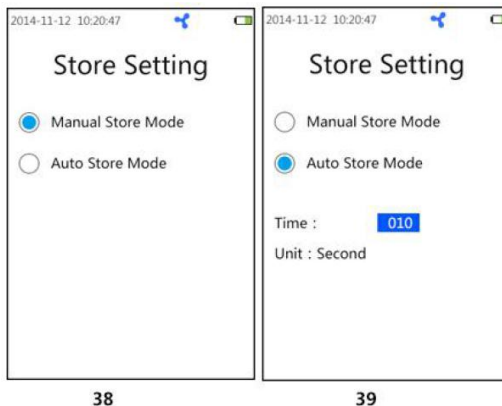 2014-11-12 10:20:47
Store Setting
Manual Store Mode
Auto Store Mode
38
2014-11-12 10:20:47
Store Setting
Manual Store Mode
Auto Store Mode
Time : 010
Unit : Second
39